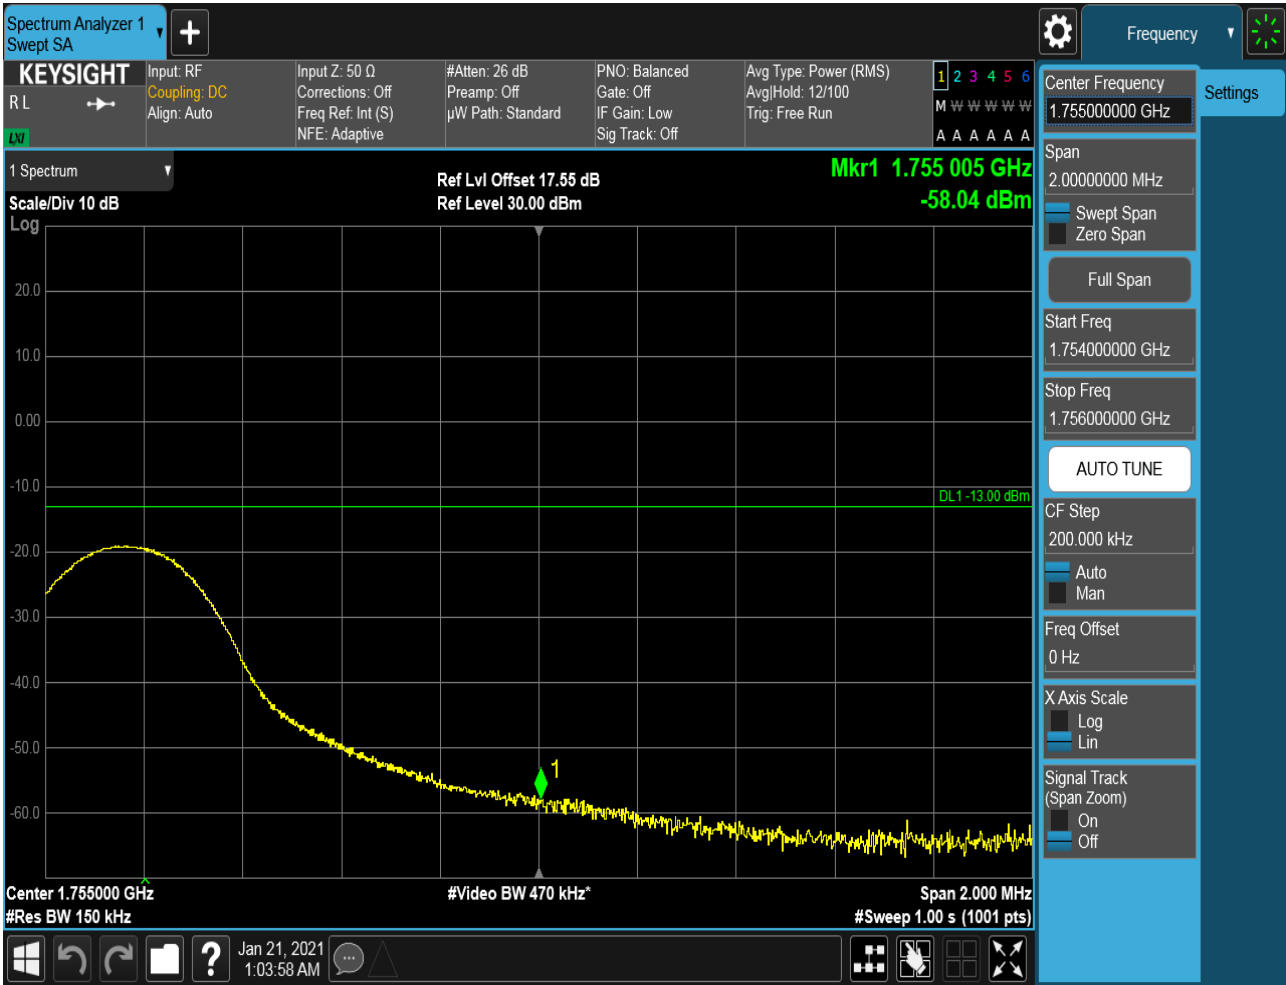 Spectrum Analyzer 1
Swept SA
Frequency
KEYSIGHT
R L
LXI
Input: RF
Coupling: DC
Align: Auto
Input Z: 50 Ω
Corrections: Off
Freq Ref: Int (S)
NFE: Adaptive
#Atten: 26 dB
Preamp: Off
µW Path: Standard
PNO: Balanced
Gate: Off
IF Gain: Low
Sig Track: Off
Avg Type: Power (RMS)
Avg|Hold: 12/100
Trig: Free Run
1 2 3 4 5 6
M W W W W W
A A A A A A
1 Spectrum
Scale/Div 10 dB
Log
Ref Lvl Offset 17.55 dB
Ref Level 30.00 dBm
Mkr1 1.755 005 GHz
-58.04 dBm
20.0
10.0
0.00
-10.0
-20.0
-30.0
-40.0
-50.0
-60.0
DL1 -13.00 dBm
1
Center 1.755000 GHz
#Res BW 150 kHz
#Video BW 470 kHz*
Span 2.000 MHz
#Sweep 1.00 s (1001 pts)
Center Frequency
1.755000000 GHz
Settings
Span
2.00000000 MHz
Swept Span
Zero Span
Full Span
Start Freq
1.754000000 GHz
Stop Freq
1.756000000 GHz
AUTO TUNE
CF Step
200.000 kHz
Auto
Man
Freq Offset
0 Hz
X Axis Scale
Log
Lin
Signal Track
(Span Zoom)
On
Off
?
Jan 21, 2021
1:03:58 AM